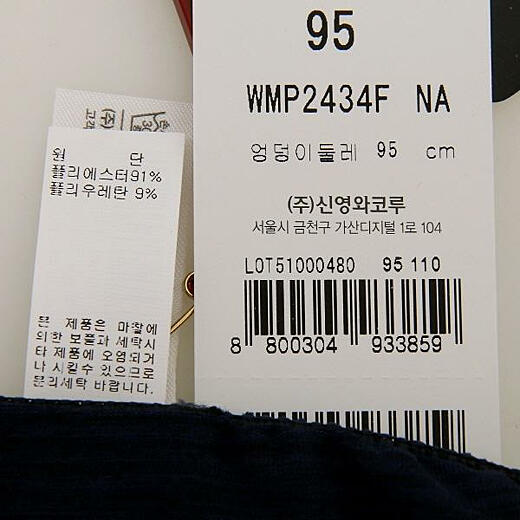 95
WMP2434F NA
엉덩이둘레 95 cm
(주)신영와코루
서울시 금천구 가산디지털 1로 104
LOT51000480 95 110
8 800304 933859
원 단
폴리에스터91%
폴리우레탄 9%
본 제품은 마찰에
의한 보풀과 세탁시
타 제품에 오염되거
나 시킬수 있으므로
분리세탁 바랍니다.